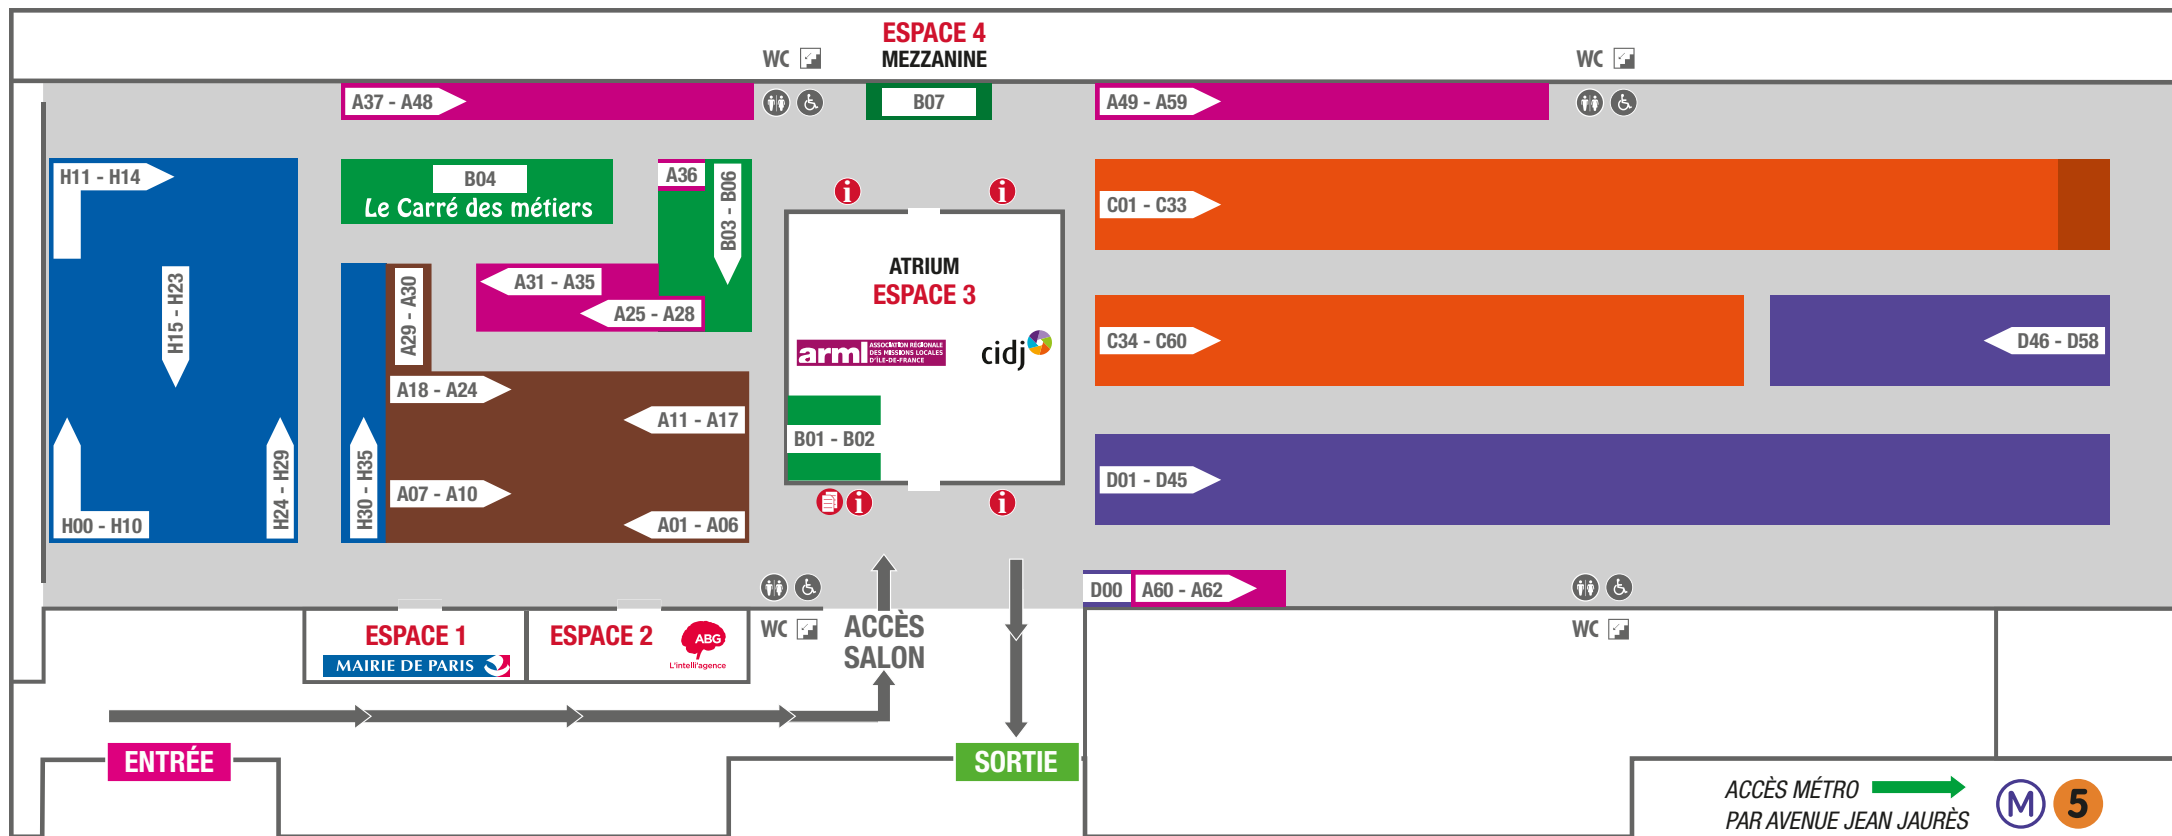 ESPACE 4
MEZZANINE
WC
WC
A37 - A48
B07
A49 - A59
H11 - H14
B04
Le Carré des métiers
A36
B03 - B06
C01 - C33
ATRIUM
ESPACE 3
H15 - H23
A29 - A30
A31 - A35
A25 - A28
arml
ASSOCIATION RÉGIONALE
DES MISSIONS LOCALES
D'ÎLE-DE-FRANCE
cidj
C34 - C60
D46 - D58
A18 - A24
A11 - A17
B01 - B02
H24 - H29
H30 - H35
A07 - A10
D01 - D45
H00 - H10
A01 - A06
D00
A60 - A62
ESPACE 1
MAIRIE DE PARIS
ESPACE 2
ABG
L'intelli'agence
WC
ACCÈS
SALON
WC
ENTRÉE
SORTIE
ACCÈS MÉTRO
PAR AVENUE JEAN JAURÈS
M
5